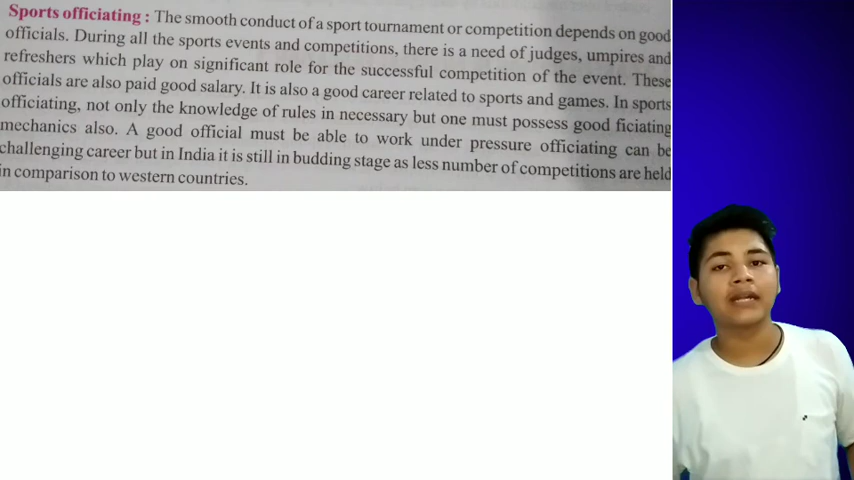 Sports officiating : The smooth conduct of a sport tournament or competition depends on good
officials. During all the sports events and competitions, there is a need of judges, umpires and
refreshers which play on significant role for the successful competition of the event. These
officials are also paid good salary. It is also a good career related to sports and games. In sports
officiating, not only the knowledge of rules in necessary but one must possess good ficiating
mechanics also. A good official must be able to work under pressure officiating can be
challenging career but in India it is still in budding stage as less number of competitions are held
in comparison to western countries.